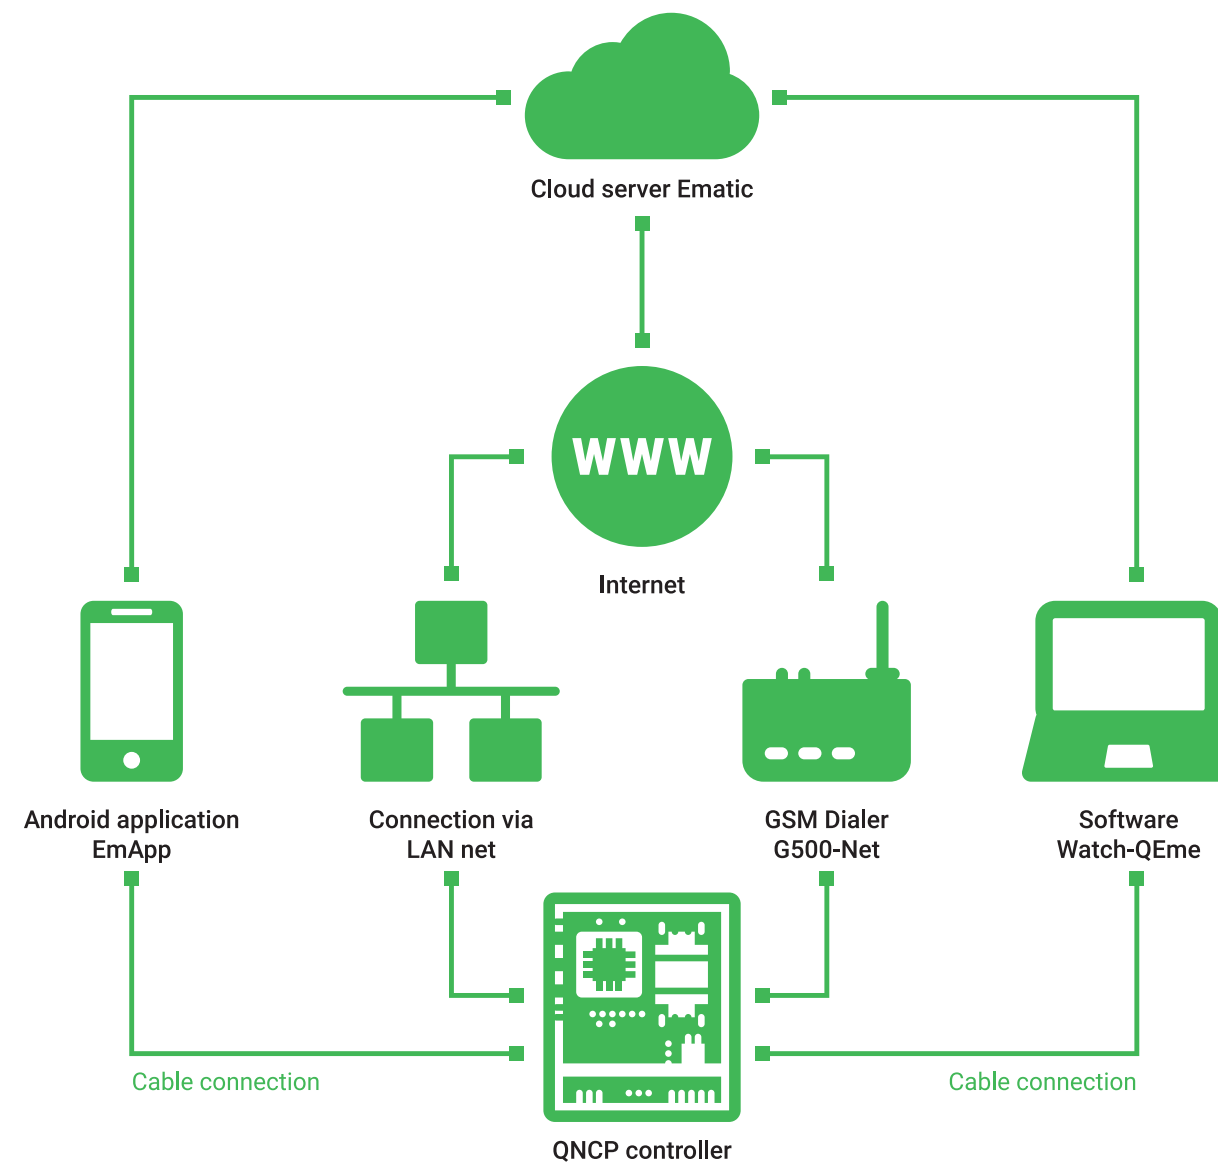 Cloud server Ematic
WWW
Internet
Android application
EmApp
Connection via
LAN net
GSM Dialer
G500-Net
Software
Watch-QEme
Cable connection
Cable connection
QNCP controller